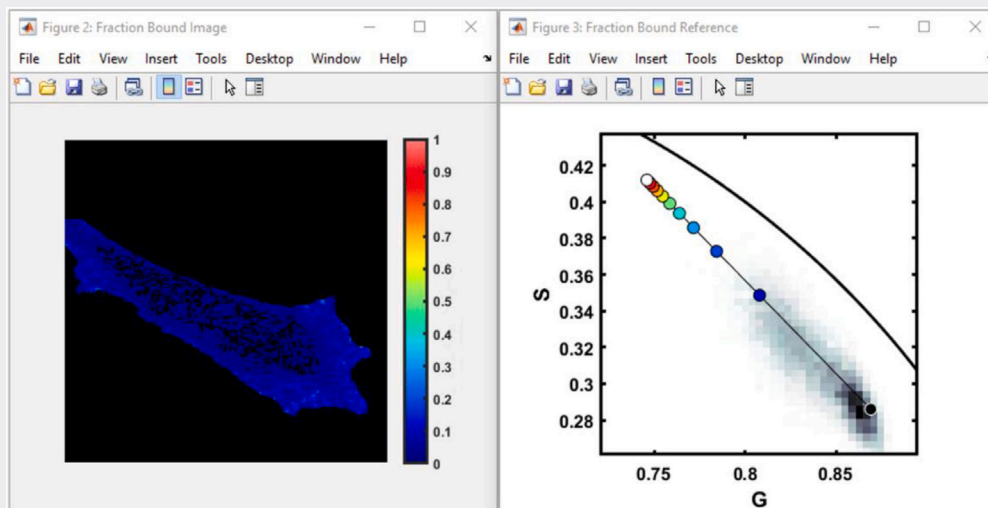 Figure 2: Fraction Bound Image
File Edit View Insert Tools Desktop Window Help
1
0.9
0.8
0.7
0.6
0.5
0.4
0.3
0.2
0.1
0
Figure 3: Fraction Bound Reference
File Edit View Insert Tools Desktop Window Help
S
0.42
0.4
0.38
0.36
0.34
0.32
0.3
0.28
0.75 0.8 0.85
G